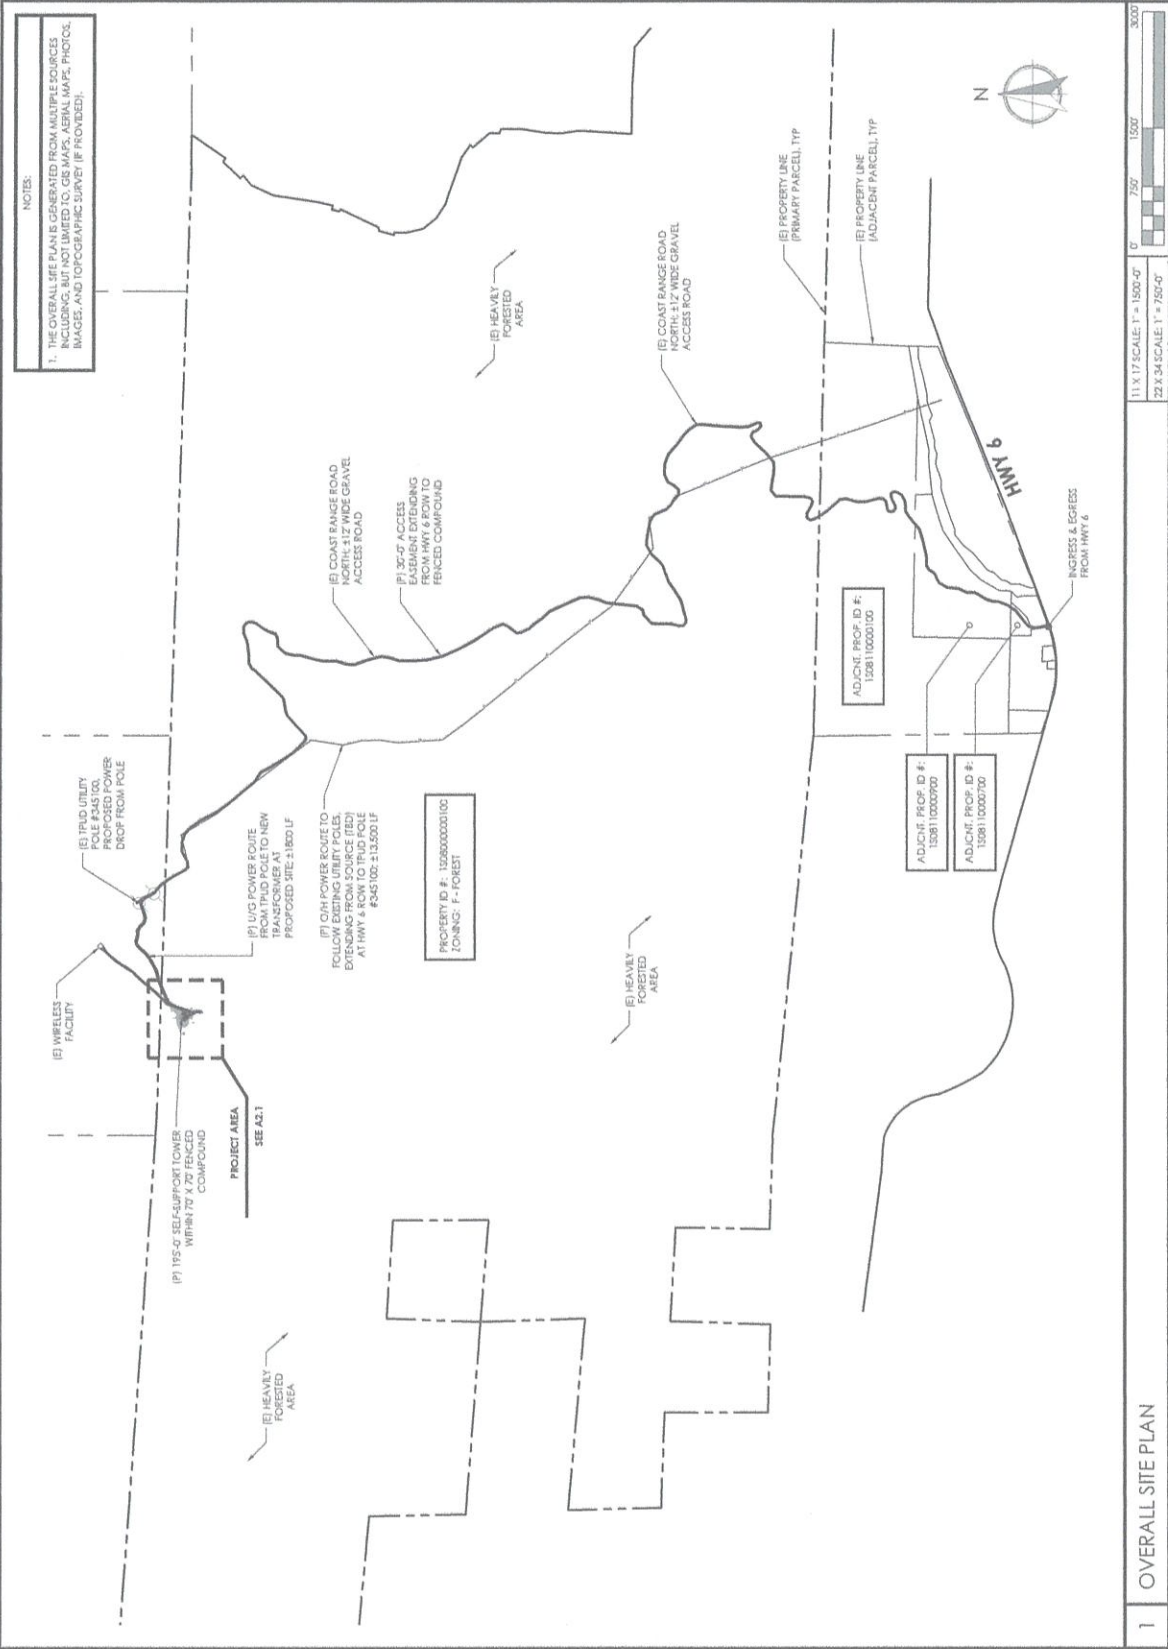 NOTES:
1. THE OVERALL SITE PLAN IS GENERATED FROM MULTIPLE SOURCES
INCLUDING, BUT NOT LIMITED TO, GIS MAPS, AERIAL MAPS, PHOTOS,
IMAGES, AND TOPOGRAPHIC SURVEY (IF PROVIDED).
(E) WIRELESS
FACILITY
(E) TPUD UTILITY
POLE #345100,
PROPOSED POWER
DROP FROM POLE
(P) 195'-0" SELF-SUPPORT TOWER
WITHIN 70' X 70' FENCED
COMPOUND
PROJECT AREA
SEE A2.1
(P) U/G POWER ROUTE
FROM TPUD POLE TO NEW
TRANSFORMER AT
PROPOSED SITE; ±1800 LF
(P) O/H POWER ROUTE TO
FOLLOW EXISTING UTILITY POLES,
EXTENDING FROM SOURCE (TBD)
AT HWY 6 ROW TO TPUD POLE
#345100; ±13,500 LF
(E) COAST RANGE ROAD
NORTH; ±12' WIDE GRAVEL
ACCESS ROAD
(P) 30'-0" ACCESS
EASEMENT EXTENDING
FROM HWY 6 ROW TO
FENCED COMPOUND
(E) HEAVILY
FORESTED
AREA
(E) HEAVILY
FORESTED
AREA
PROPERTY ID #: 1S08000000100
ZONING: F - FOREST
(E) HEAVILY
FORESTED
AREA
(E) COAST RANGE ROAD
NORTH; ±12' WIDE GRAVEL
ACCESS ROAD
(E) PROPERTY LINE
(PRIMARY PARCEL), TYP
(E) PROPERTY LINE
(ADJACENT PARCEL), TYP
N
ADJCNT. PROP. ID #:
1S08110000100
ADJCNT. PROP. ID #:
1S08110000900
ADJCNT. PROP. ID #:
1S08110000700
HWY 6
INGRESS & EGRESS
FROM HWY 6
1 OVERALL SITE PLAN
11 X 17 SCALE: 1" = 1500'-0"
22 X 34 SCALE: 1" = 750'-0"
0' 750' 1500' 3000'